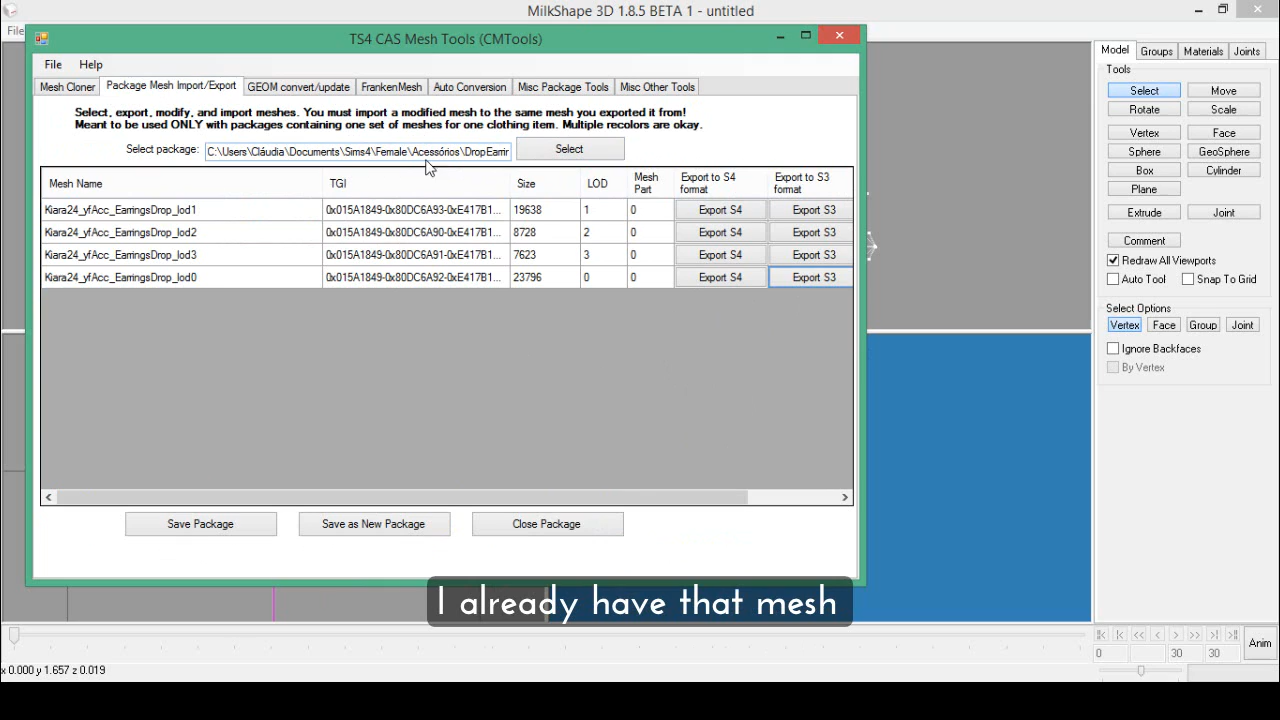 MilkShape 3D 1.8.5 BETA 1 - untitled
File
TS4 CAS Mesh Tools (CMTools)
File Help
Mesh Cloner Package Mesh Import/Export GEOM convert/update FrankenMesh Auto Conversion Misc Package Tools Misc Other Tools
Select, export, modify, and import meshes. You must import a modified mesh to the same mesh you exported it from!
Meant to be used ONLY with packages containing one set of meshes for one clothing item. Multiple recolors are okay.
Select package: C:\Users\Cláudia\Documents\Sims4\Female\Acessórios\DropEarrir Select
Mesh Name TGI Size LOD Mesh Part Export to S4 format Export to S3 format
Kiara24_yfAcc_EarringsDrop_lod1 0x015A1849-0x80DC6A93-0xE417B1... 19638 1 0 Export S4 Export S3
Kiara24_yfAcc_EarringsDrop_lod2 0x015A1849-0x80DC6A90-0xE417B1... 8728 2 0 Export S4 Export S3
Kiara24_yfAcc_EarringsDrop_lod3 0x015A1849-0x80DC6A91-0xE417B1... 7623 3 0 Export S4 Export S3
Kiara24_yfAcc_EarringsDrop_lod0 0x015A1849-0x80DC6A92-0xE417B1... 23796 0 0 Export S4 Export S3
Save Package Save as New Package Close Package
I already have that mesh
Model Groups Materials Joints
Tools
Select Move
Rotate Scale
Vertex Face
Sphere GeoSphere
Box Cylinder
Plane
Extrude Joint
Comment
Redraw All Viewports
Auto Tool Snap To Grid
Select Options
Vertex Face Group Joint
Ignore Backfaces
By Vertex
Anim
0 30 30
x 0.000 y 1.657 z 0.019